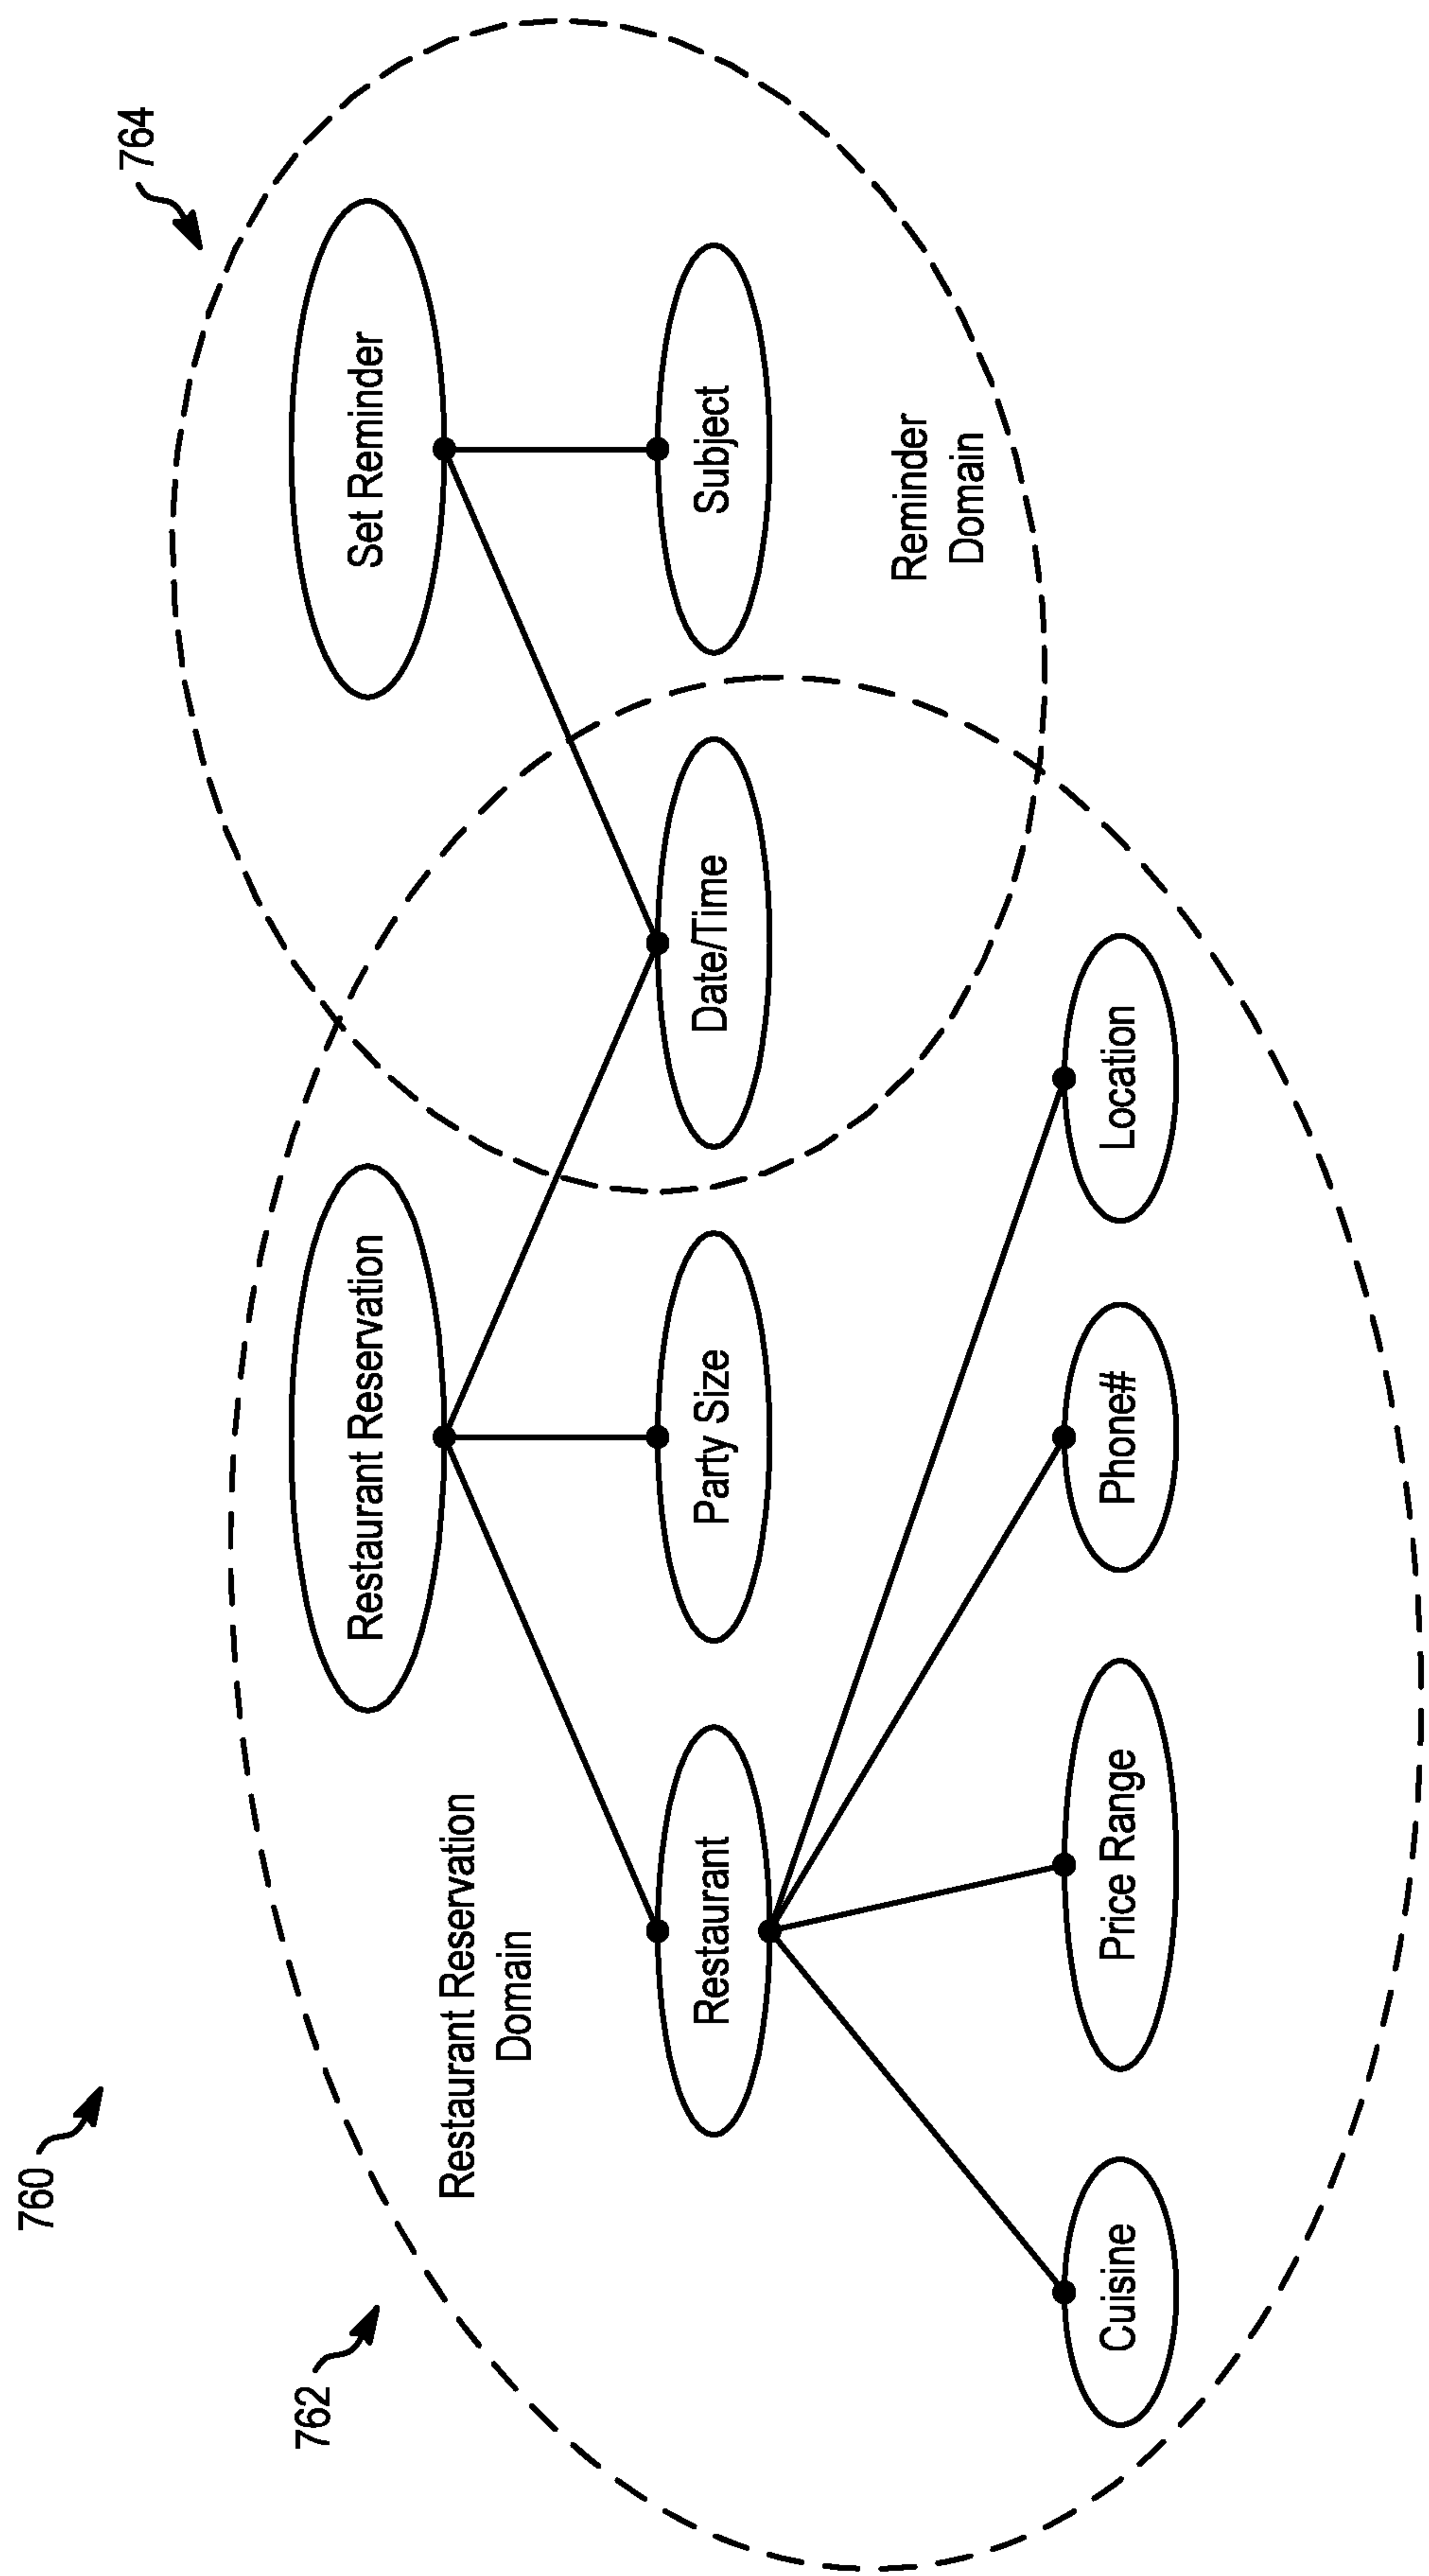 760
762
764
Restaurant Reservation
Set Reminder
Restaurant Reservation
Domain
Restaurant
Party Size
Date/Time
Subject
Reminder
Domain
Cuisine
Price Range
Phone#
Location